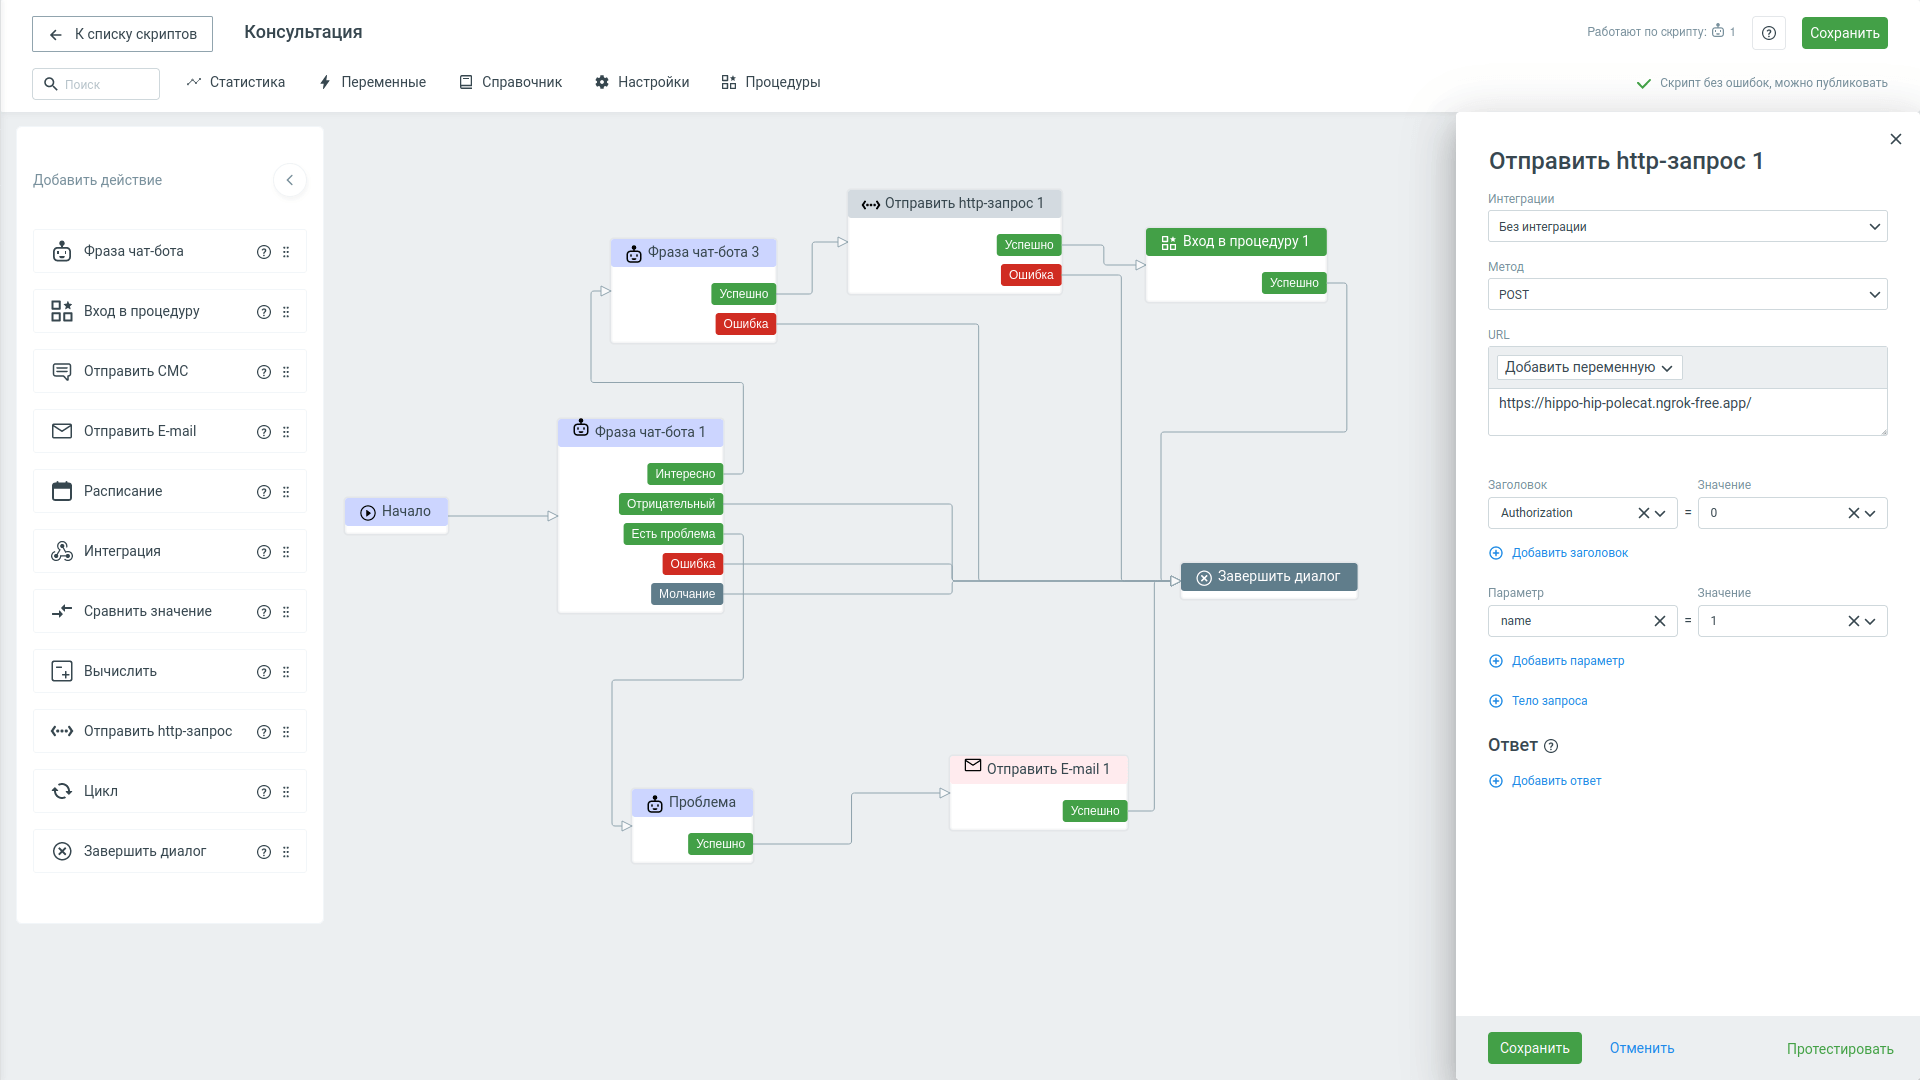 К списку скриптов
Консультация
Работают по скрипту: 1
Сохранить
Поиск
Статистика
Переменные
Справочник
Настройки
Процедуры
Скрипт без ошибок, можно публиковать
Добавить действие
Фраза чат-бота
Вход в процедуру
Отправить СМС
Отправить E-mail
Расписание
Интеграция
Сравнить значение
Вычислить
Отправить http-запрос
Цикл
Завершить диалог
Начало
Фраза чат-бота 3
Успешно
Ошибка
Отправить http-запрос 1
Успешно
Ошибка
Вход в процедуру 1
Успешно
Фраза чат-бота 1
Интересно
Отрицательный
Есть проблема
Ошибка
Молчание
Завершить диалог
Проблема
Успешно
Отправить E-mail 1
Успешно
Отправить http-запрос 1
Интеграции
Без интеграции
Метод
POST
URL
Добавить переменную
https://hippo-hip-polecat.ngrok-free.app/
Заголовок Значение
Authorization = 0
Добавить заголовок
Параметр Значение
name = 1
Добавить параметр
Тело запроса
Ответ
Добавить ответ
Сохранить
Отменить
Протестировать